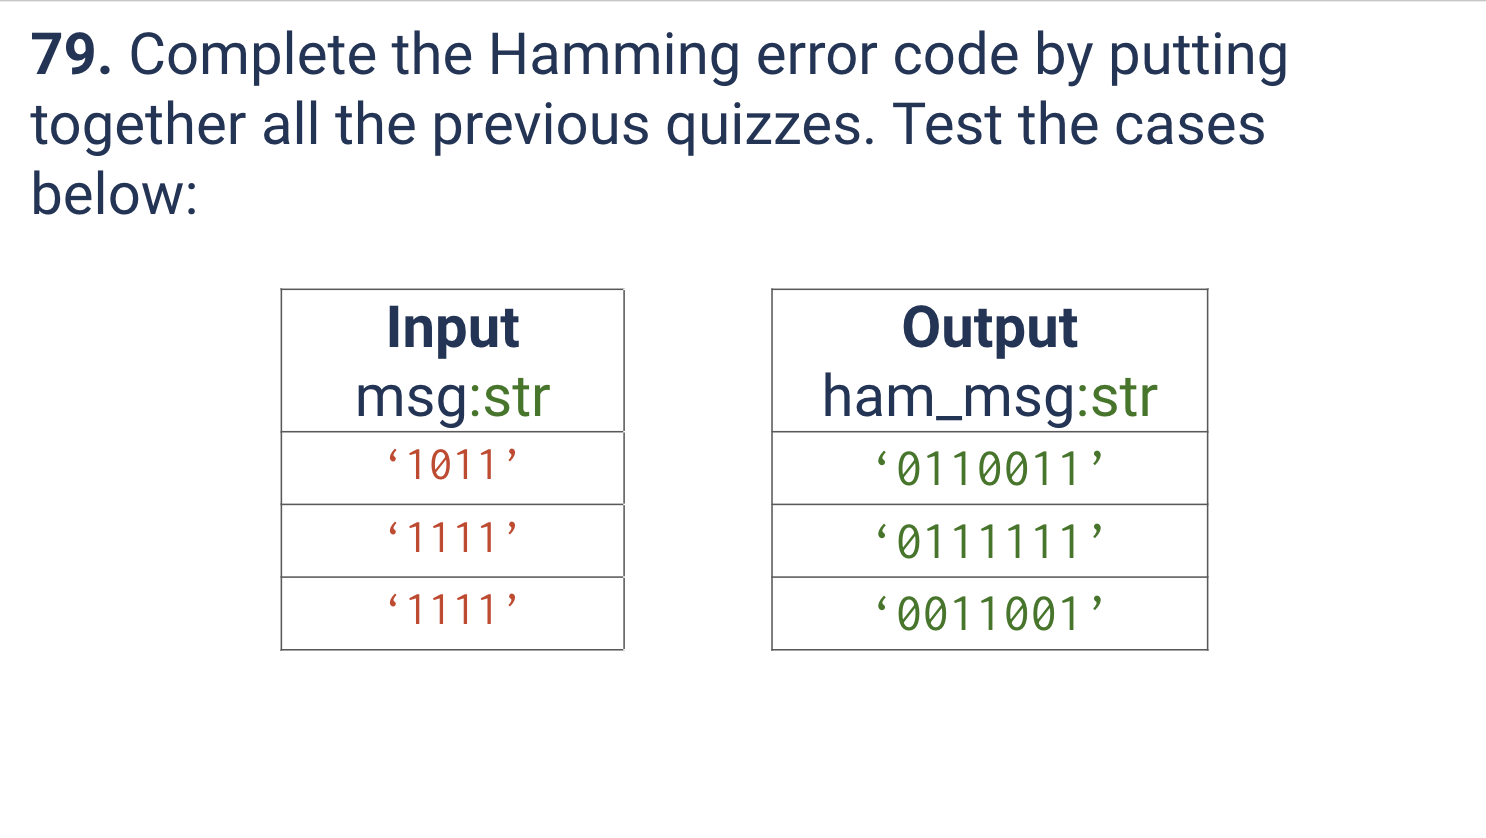 79. Complete the Hamming error code by putting
together all the previous quizzes. Test the cases
below:
Input
msg:str
Output
ham_msg:str
‘1011’
‘0110011’
‘1111’
‘0111111’
‘1111’
‘0011001’